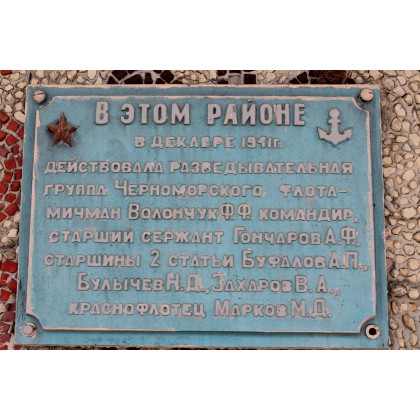 В ЭТОМ РАЙОНЕ
В ДЕКАБРЕ 1941г.
ДЕЙСТВОВАЛА РАЗВЕДЫВАТЕЛЬНАЯ
ГРУППА ЧЕРНОМОРСКОГО ФЛОТА-
МИЧМАН ВОЛОНЧУК Ф.Ф. КОМАНДИР,
СТАРШИЙ СЕРЖАНТ ГОНЧАРОВ А.Ф.,
СТАРШИНЫ 2 СТАТЬИ БУФАЛОВ А.П.,
БУЛЫЧЕВ Н.Д., ЗАХАРОВ В.А.,
КРАСНОФЛОТЕЦ МАРКОВ М.Д.